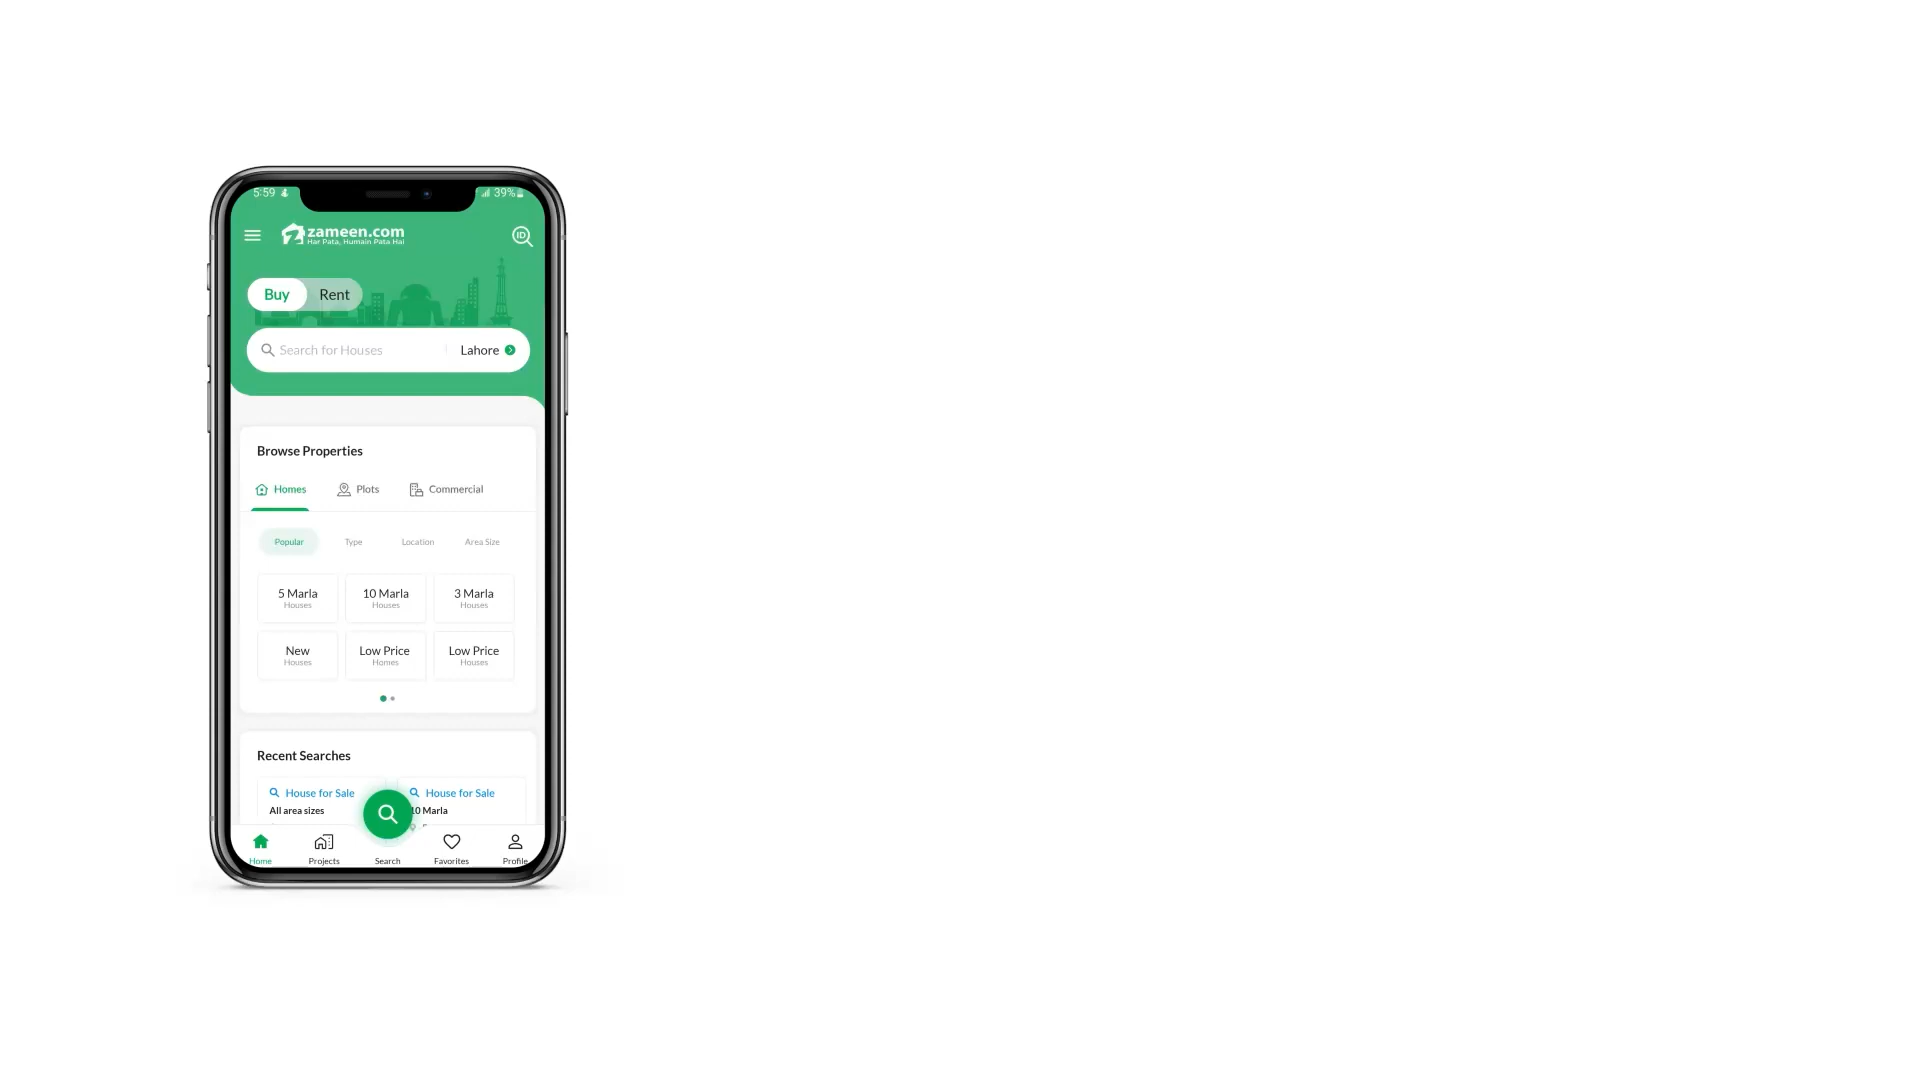 5:59
39%
zameen.com
Har Pata, Humain Pata Hai
ID
Buy
Rent
Search for Houses
Lahore
Browse Properties
Homes
Plots
Commercial
Popular
Type
Location
Area Size
5 Marla
Houses
10 Marla
Houses
3 Marla
Houses
New
Houses
Low Price
Homes
Low Price
Houses
Recent Searches
House for Sale
All area sizes
House for Sale
10 Marla
Home
Projects
Search
Favorites
Profile